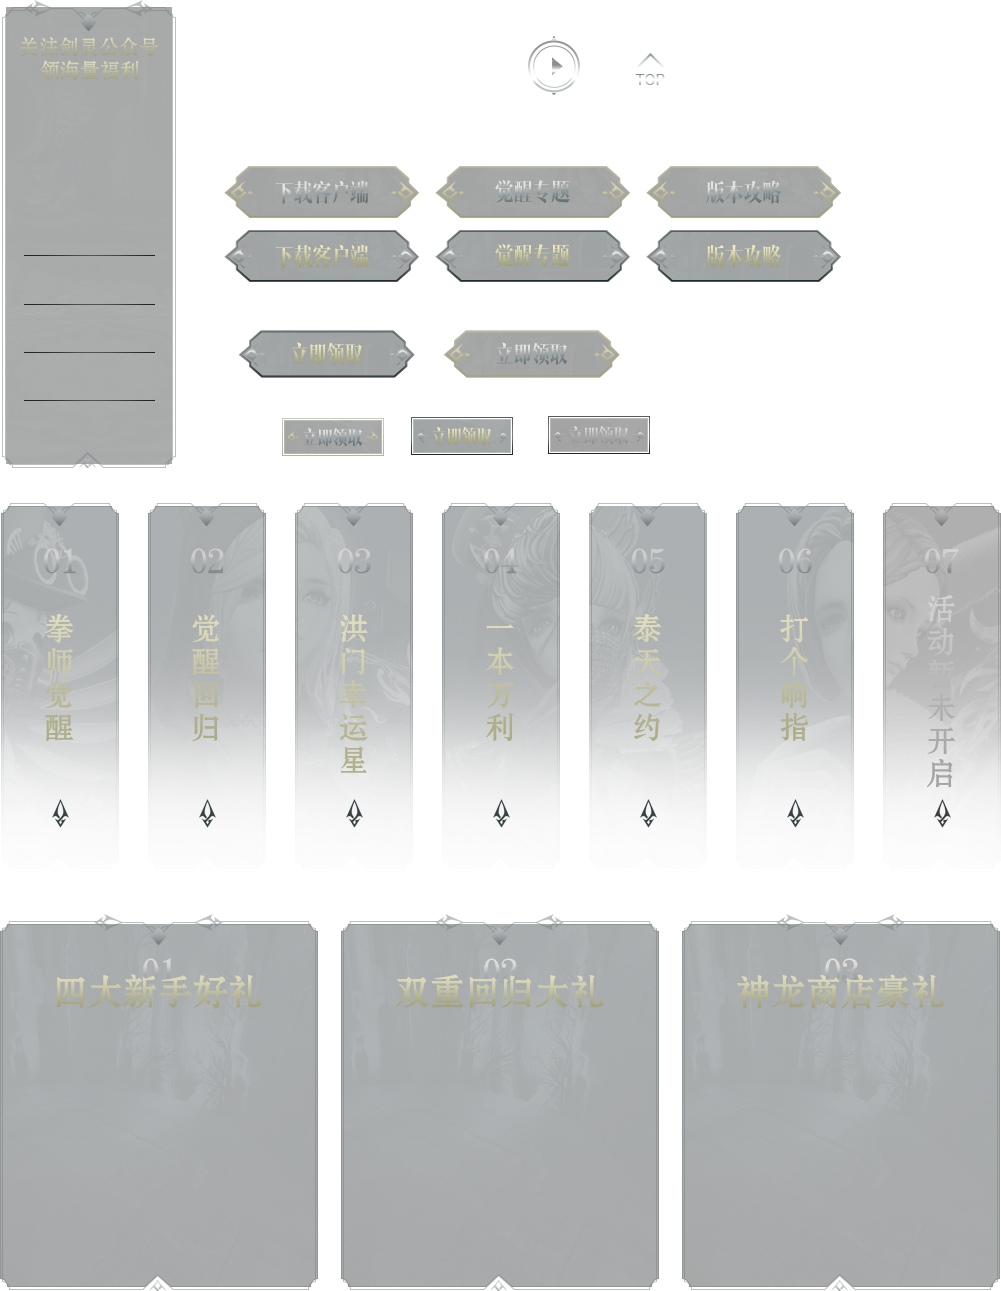 关注剑灵公众号
领海量福利
TOP
下载客户端
觉醒专题
版本攻略
下载客户端
觉醒专题
版本攻略
立即领取
立即领取
立即领取
立即领取
立即领取
01
拳师觉醒
02
觉醒回归
03
洪门幸运星
04
一本万利
05
泰天之约
06
打个响指
07
活动暂未开启
01
四大新手好礼
02
双重回归大礼
03
神龙商店豪礼